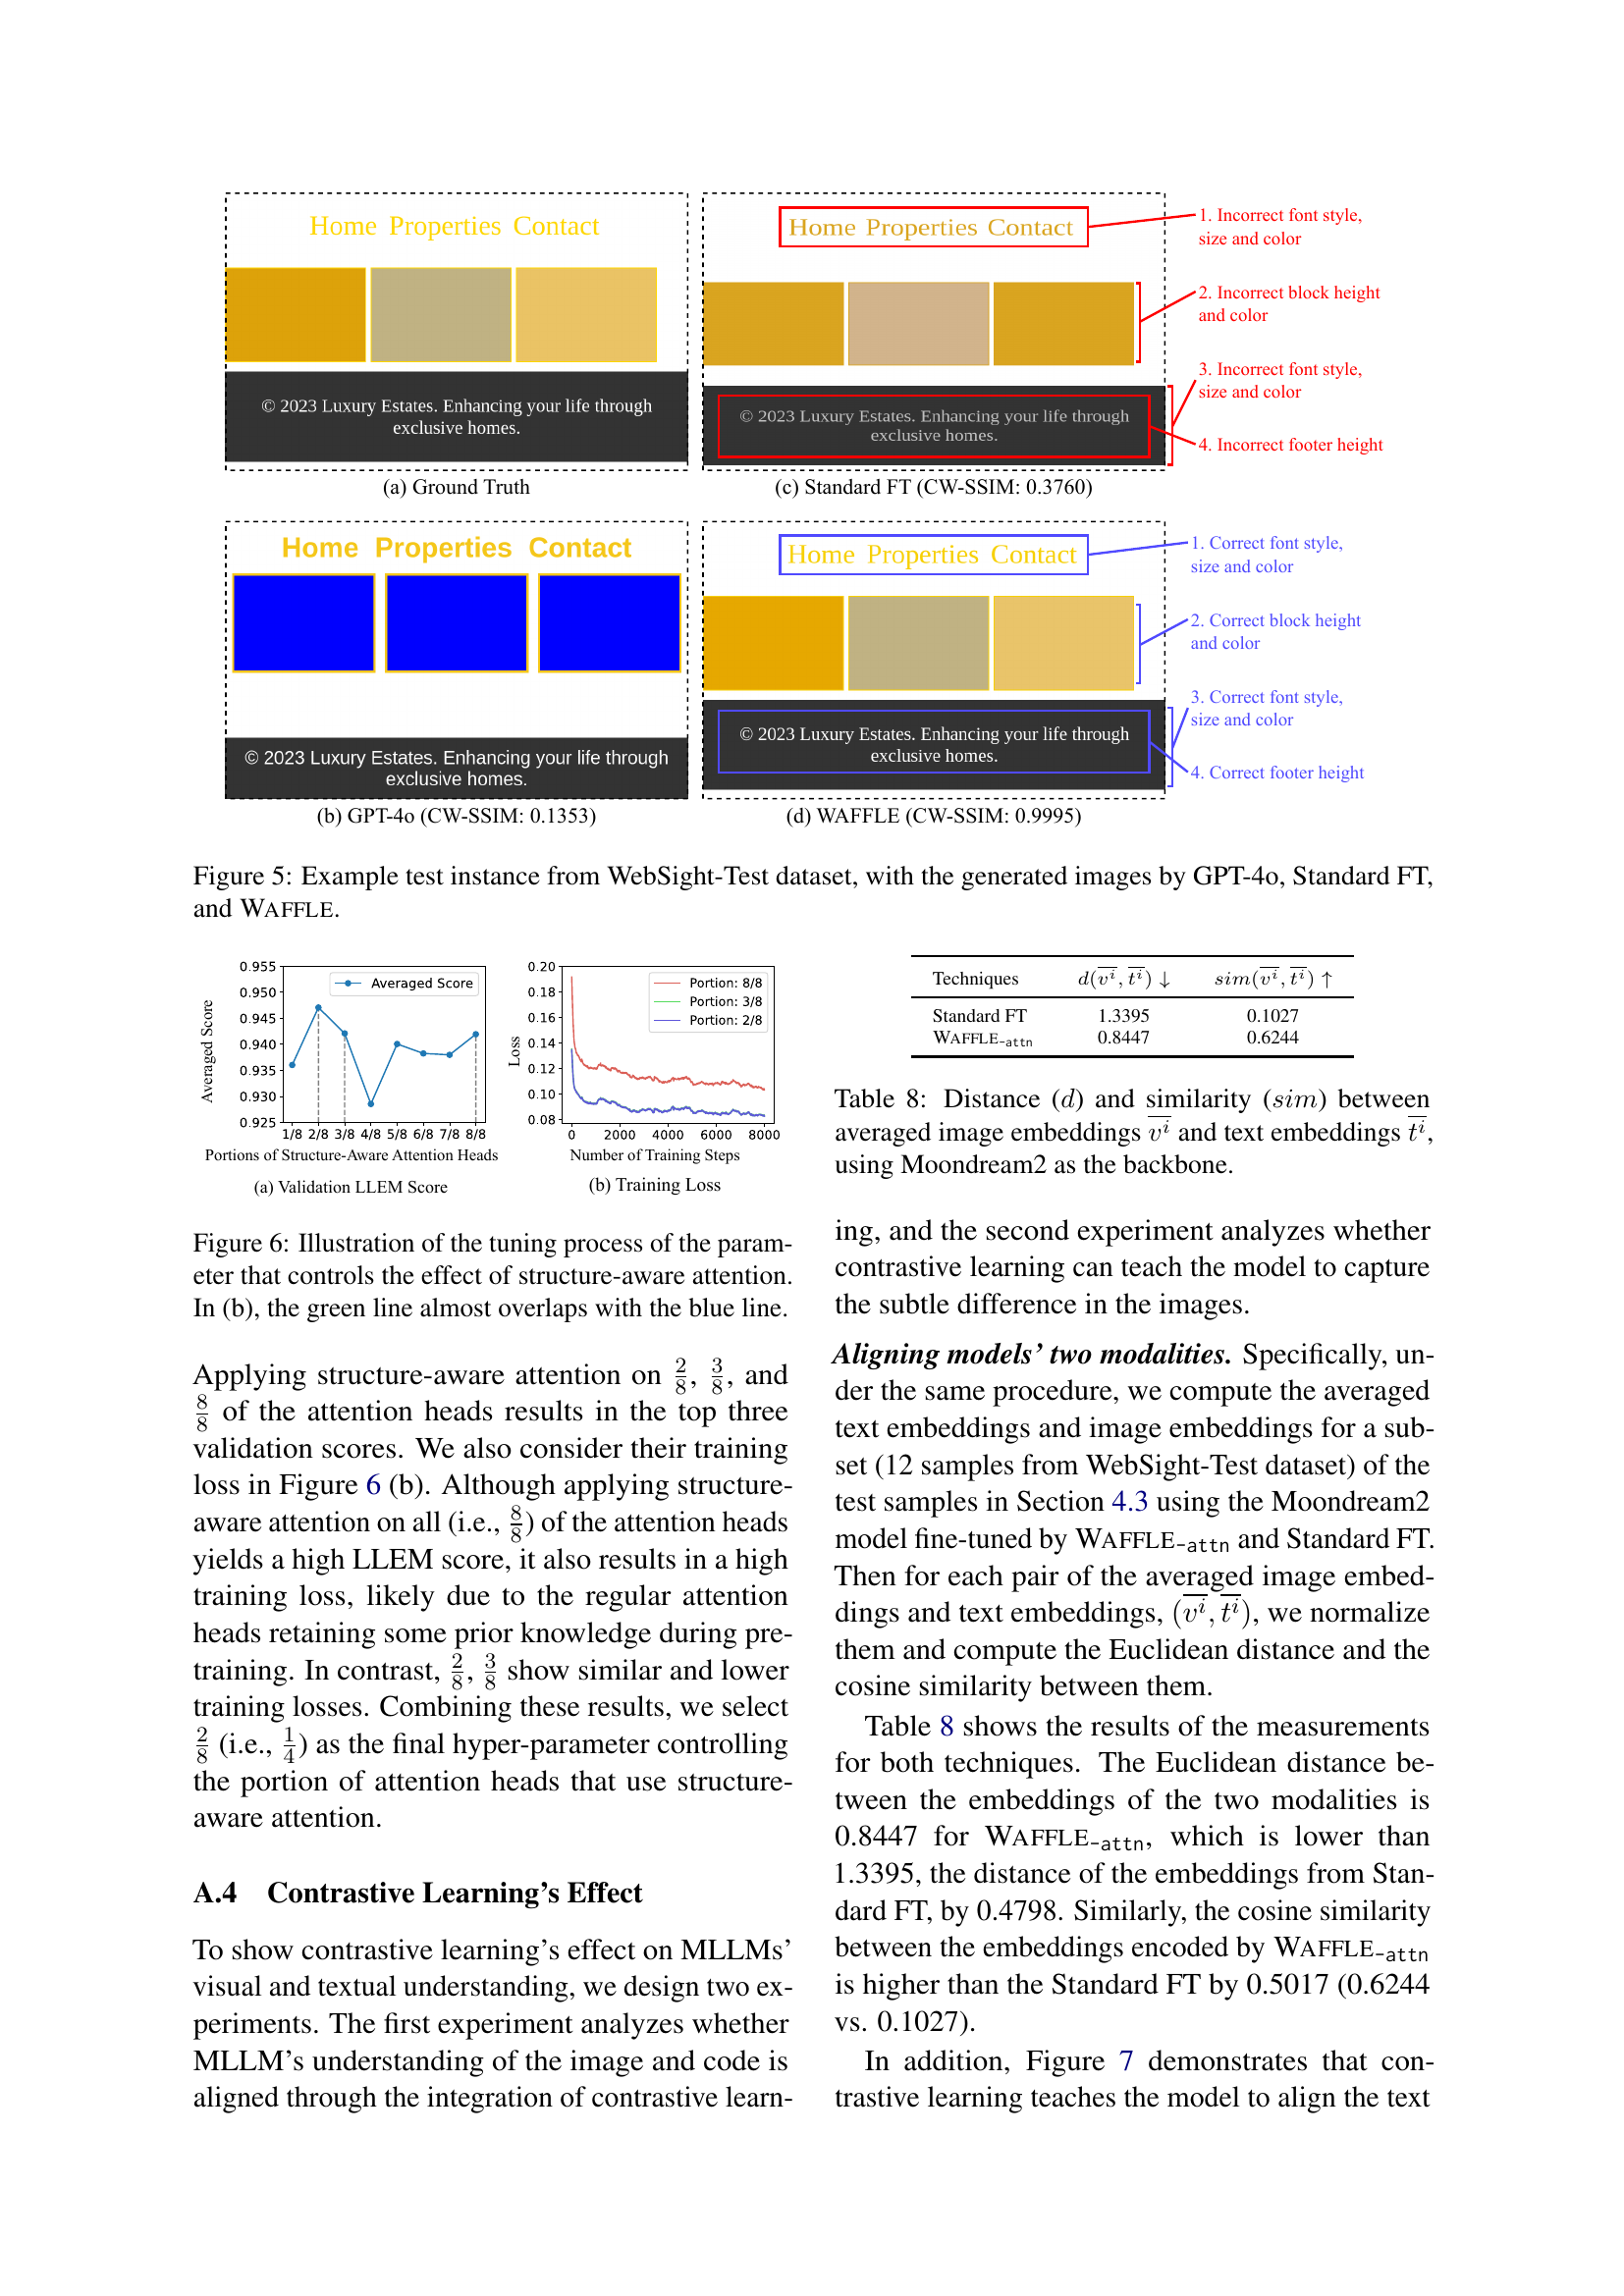 Home Properties Contact
© 2023 Luxury Estates. Enhancing your life through
exclusive homes.
(a) Ground Truth
Home Properties Contact
© 2023 Luxury Estates. Enhancing your life through
exclusive homes.
1. Incorrect font style,
size and color
2. Incorrect block height
and color
3. Incorrect font style,
size and color
4. Incorrect footer height
(c) Standard FT (CW-SSIM: 0.3760)
Home Properties Contact
© 2023 Luxury Estates. Enhancing your life through
exclusive homes.
(b) GPT-4o (CW-SSIM: 0.1353)
Home Properties Contact
© 2023 Luxury Estates. Enhancing your life through
exclusive homes.
1. Correct font style,
size and color
2. Correct block height
and color
3. Correct font style,
size and color
4. Correct footer height
(d) WAFFLE (CW-SSIM: 0.9995)
Figure 5: Example test instance from WebSight-Test dataset, with the generated images by GPT-4o, Standard FT,
and WAFFLE.
Averaged Score
0.955
0.950
0.945
0.940
0.935
0.930
0.925
Averaged Score
1/8 2/8 3/8 4/8 5/8 6/8 7/8 8/8
Portions of Structure-Aware Attention Heads
(a) Validation LLEM Score
Loss
0.20
0.18
0.16
0.14
0.12
0.10
0.08
Portion: 8/8
Portion: 3/8
Portion: 2/8
0 2000 4000 6000 8000
Number of Training Steps
(b) Training Loss
Figure 6: Illustration of the tuning process of the param-
eter that controls the effect of structure-aware attention.
In (b), the green line almost overlaps with the blue line.
Applying structure-aware attention on 2/8, 3/8, and
8/8 of the attention heads results in the top three
validation scores. We also consider their training
loss in Figure 6 (b). Although applying structure-
aware attention on all (i.e., 8/8) of the attention heads
yields a high LLEM score, it also results in a high
training loss, likely due to the regular attention
heads retaining some prior knowledge during pre-
training. In contrast, 2/8, 3/8 show similar and lower
training losses. Combining these results, we select
2/8 (i.e., 1/4) as the final hyper-parameter controlling
the portion of attention heads that use structure-
aware attention.
A.4 Contrastive Learning's Effect
To show contrastive learning's effect on MLLMs'
visual and textual understanding, we design two ex-
periments. The first experiment analyzes whether
MLLM's understanding of the image and code is
aligned through the integration of contrastive learn-
Techniques d(v̅ⁱ, t̅ⁱ) ↓ sim(v̅ⁱ, t̅ⁱ) ↑
Standard FT 1.3395 0.1027
WAFFLE-attn 0.8447 0.6244
Table 8: Distance (d) and similarity (sim) between
averaged image embeddings v̅ⁱ and text embeddings t̅ⁱ,
using Moondream2 as the backbone.
ing, and the second experiment analyzes whether
contrastive learning can teach the model to capture
the subtle difference in the images.
Aligning models' two modalities. Specifically, un-
der the same procedure, we compute the averaged
text embeddings and image embeddings for a sub-
set (12 samples from WebSight-Test dataset) of the
test samples in Section 4.3 using the Moondream2
model fine-tuned by WAFFLE-attn and Standard FT.
Then for each pair of the averaged image embed-
dings and text embeddings, (v̅ⁱ, t̅ⁱ), we normalize
them and compute the Euclidean distance and the
cosine similarity between them.
Table 8 shows the results of the measurements
for both techniques. The Euclidean distance be-
tween the embeddings of the two modalities is
0.8447 for WAFFLE-attn, which is lower than
1.3395, the distance of the embeddings from Stan-
dard FT, by 0.4798. Similarly, the cosine similarity
between the embeddings encoded by WAFFLE-attn
is higher than the Standard FT by 0.5017 (0.6244
vs. 0.1027).
In addition, Figure 7 demonstrates that con-
trastive learning teaches the model to align the text